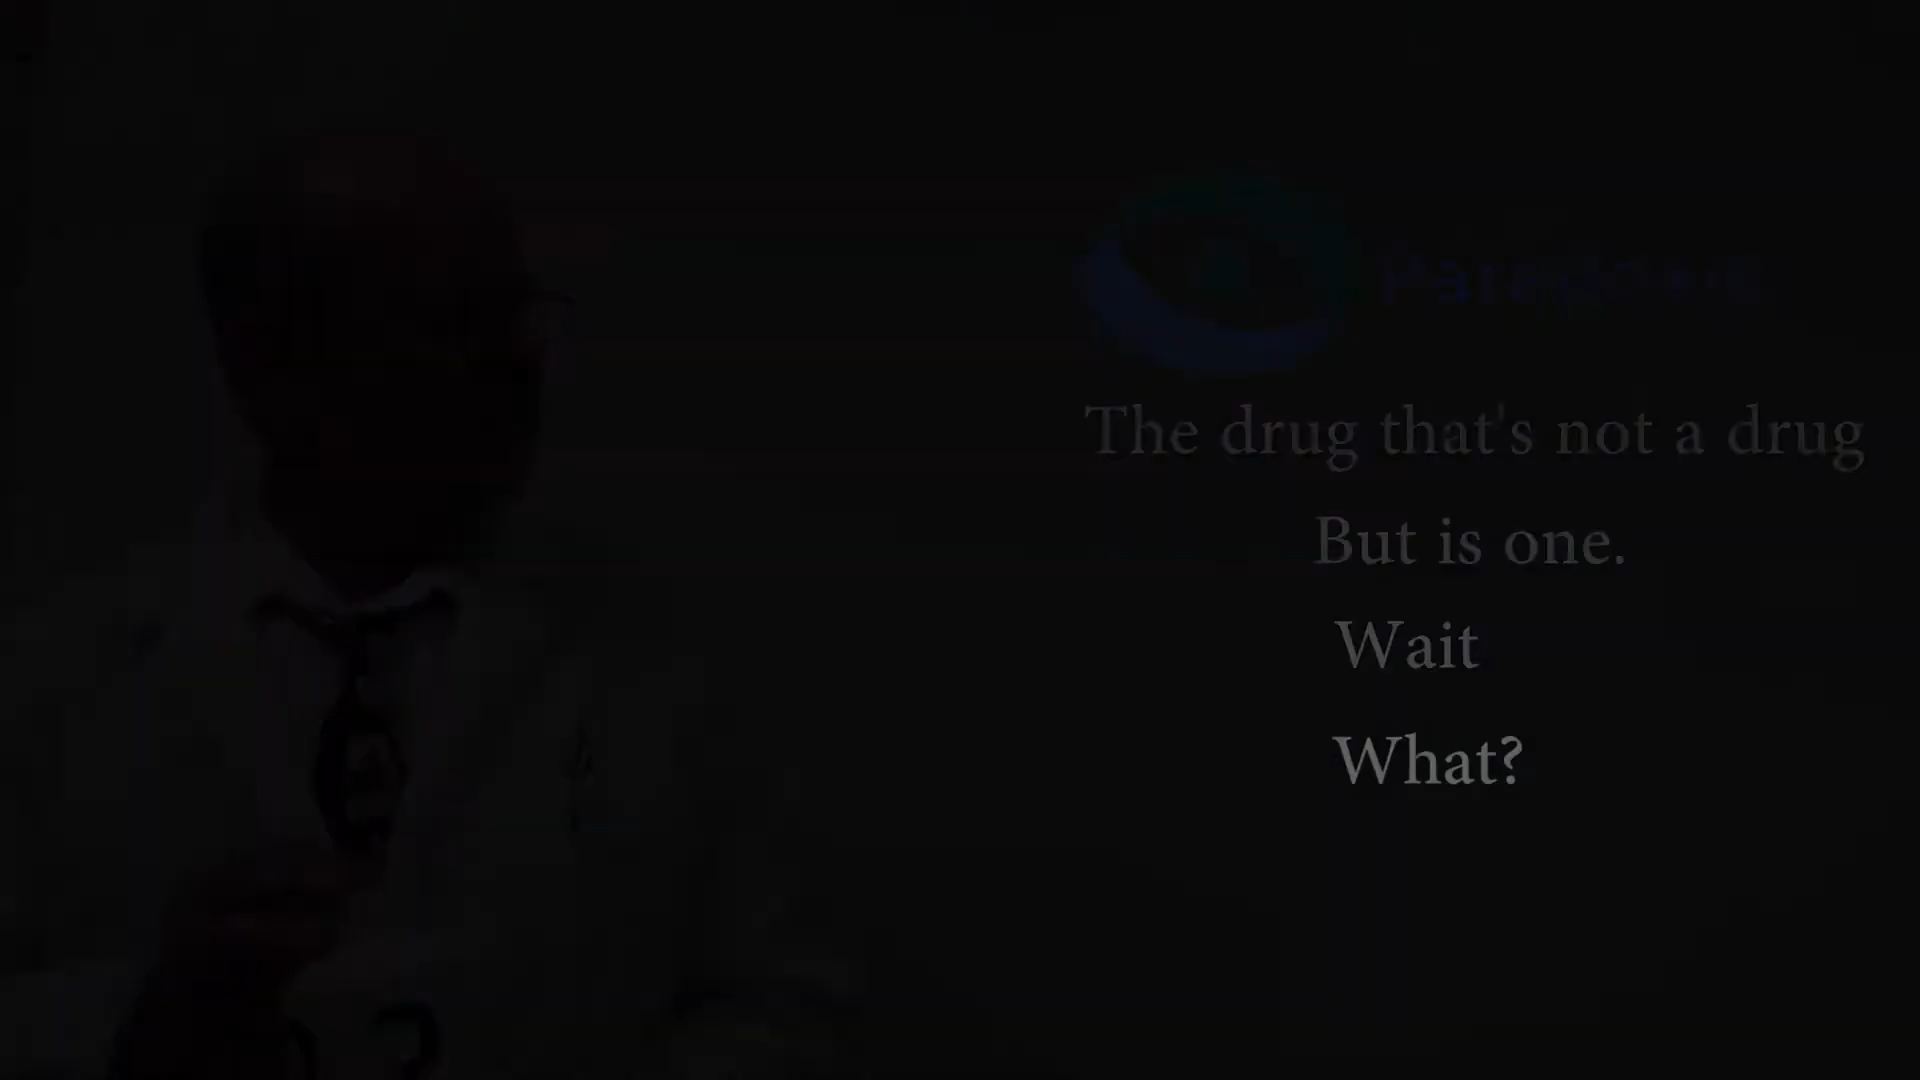 The drug that's not a drug
But is one.
Wait
What?